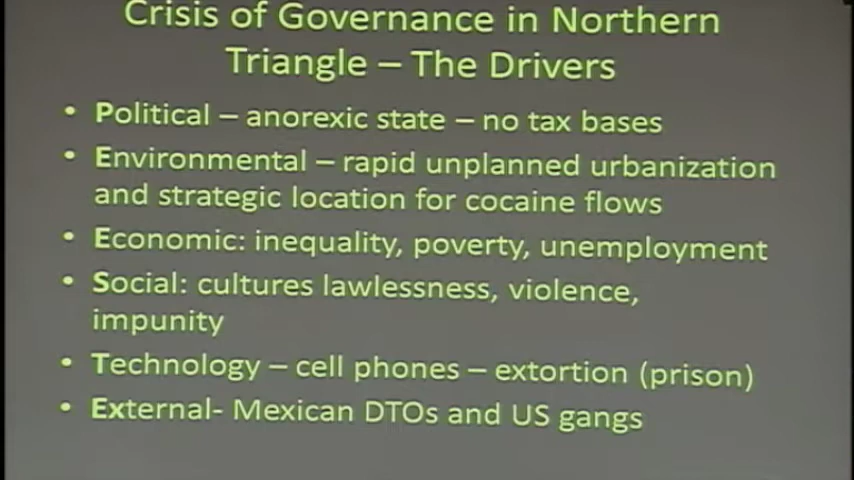 Crisis of Governance in Northern
Triangle – The Drivers
• Political – anorexic state – no tax bases
• Environmental – rapid unplanned urbanization
and strategic location for cocaine flows
• Economic: inequality, poverty, unemployment
• Social: cultures lawlessness, violence,
impunity
• Technology – cell phones – extortion (prison)
• External- Mexican DTOs and US gangs